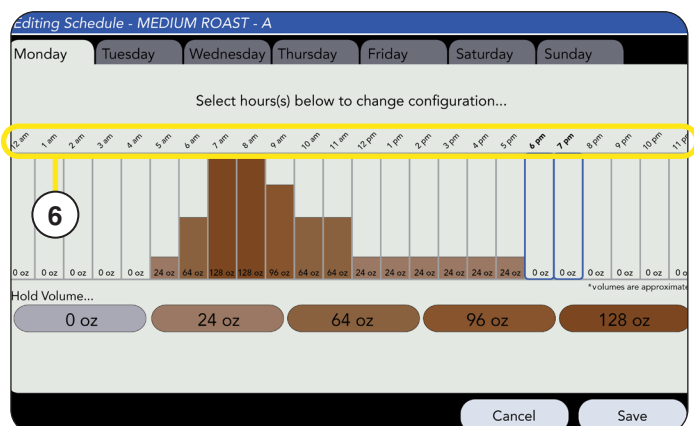 Editing Schedule - MEDIUM ROAST - A
Monday Tuesday Wednesday Thursday Friday Saturday Sunday
Select hours(s) below to change configuration...
12 am 1 am 2 am 3 am 4 am 5 am 6 am 7 am 8 am 9 am 10 am 11 am 12 pm 1 pm 2 pm 3 pm 4 pm 5 pm 6 pm 7 pm 8 pm 9 pm 10 pm 11 pm
6
0 oz 0 oz 0 oz 0 oz 0 oz 24 oz 64 oz 128 oz 128 oz 96 oz 64 oz 64 oz 24 oz 24 oz 24 oz 24 oz 24 oz 24 oz 0 oz 0 oz 0 oz 0 oz 0 oz 0 o
*volumes are approximate
Hold Volume...
0 oz 24 oz 64 oz 96 oz 128 oz
Cancel Save